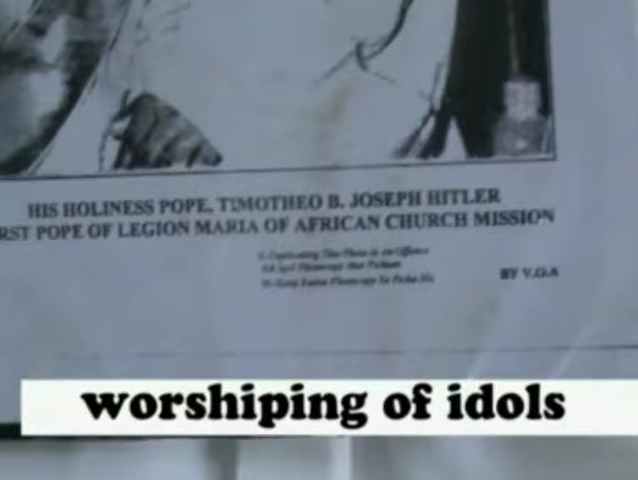 HIS HOLINESS POPE, TIMOTHEO B. JOSEPH HITLER
RST POPE OF LEGION MARIA OF AFRICAN CHURCH MISSION
BY V.O.A
worshiping of idols